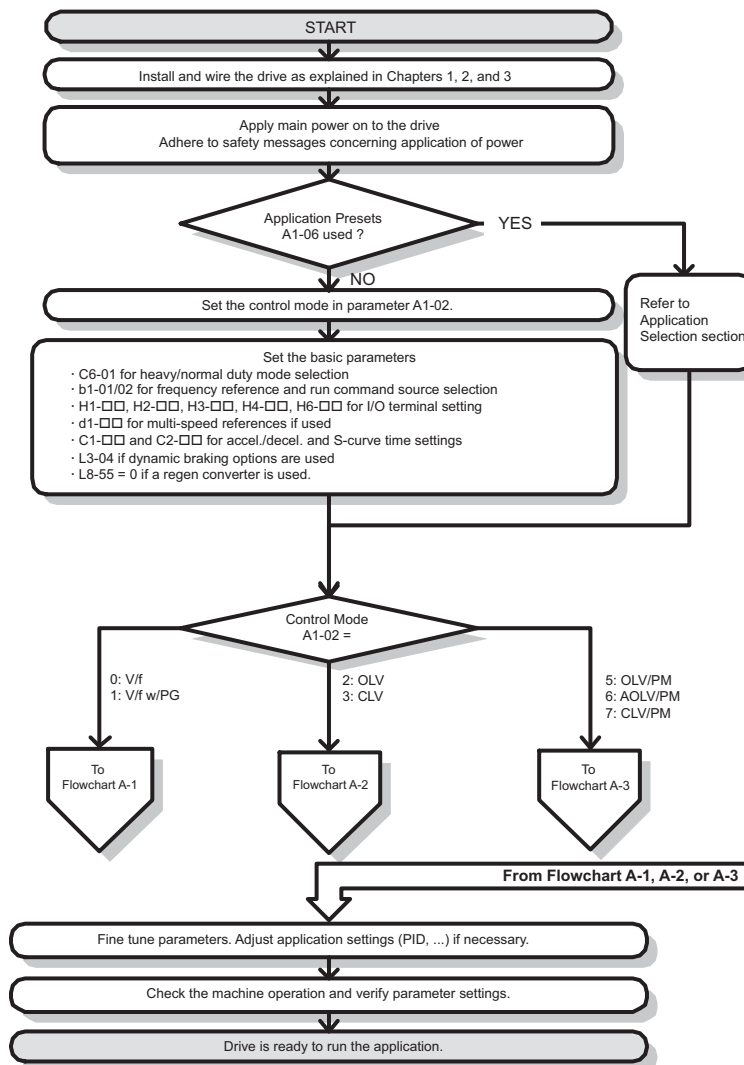 START
Install and wire the drive as explained in Chapters 1, 2, and 3
Apply main power on to the drive
Adhere to safety messages concerning application of power
Application Presets
A1-06 used ?
YES
NO
Set the control mode in parameter A1-02.
Refer to
Application
Selection section
Set the basic parameters
· C6-01 for heavy/normal duty mode selection
· b1-01/02 for frequency reference and run command source selection
· H1-□□, H2-□□, H3-□□, H4-□□, H6-□□ for I/O terminal setting
· d1-□□ for multi-speed references if used
· C1-□□ and C2-□□ for accel./decel. and S-curve time settings
· L3-04 if dynamic braking options are used
· L8-55 = 0 if a regen converter is used.
Control Mode
A1-02 =
0: V/f
1: V/f w/PG
2: OLV
3: CLV
5: OLV/PM
6: AOLV/PM
7: CLV/PM
To
Flowchart A-1
To
Flowchart A-2
To
Flowchart A-3
From Flowchart A-1, A-2, or A-3
Fine tune parameters. Adjust application settings (PID, ...) if necessary.
Check the machine operation and verify parameter settings.
Drive is ready to run the application.